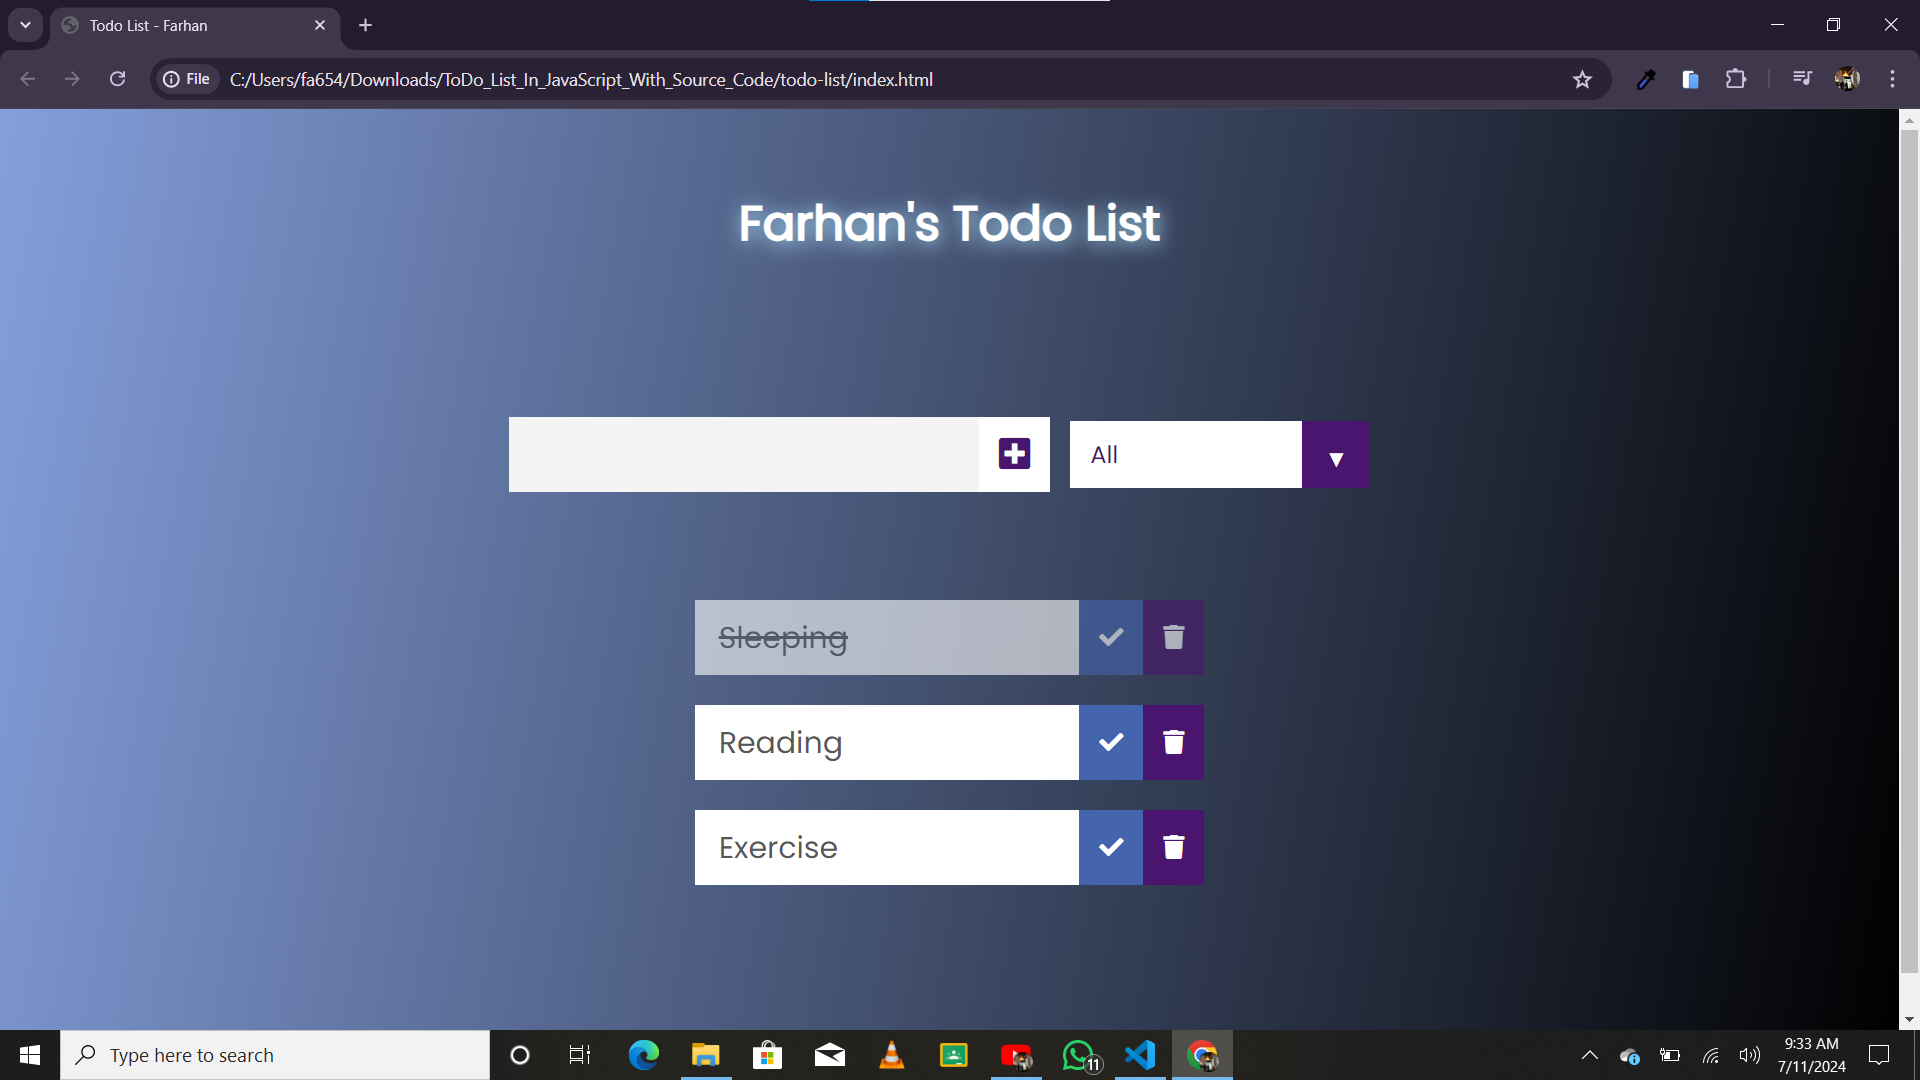 Todo List - Farhan
File
C:/Users/fa654/Downloads/ToDo_List_In_JavaScript_With_Source_Code/todo-list/index.html
Farhan's Todo List
All
Sleeping
Reading
Exercise
Type here to search
11
9:33 AM
7/11/2024